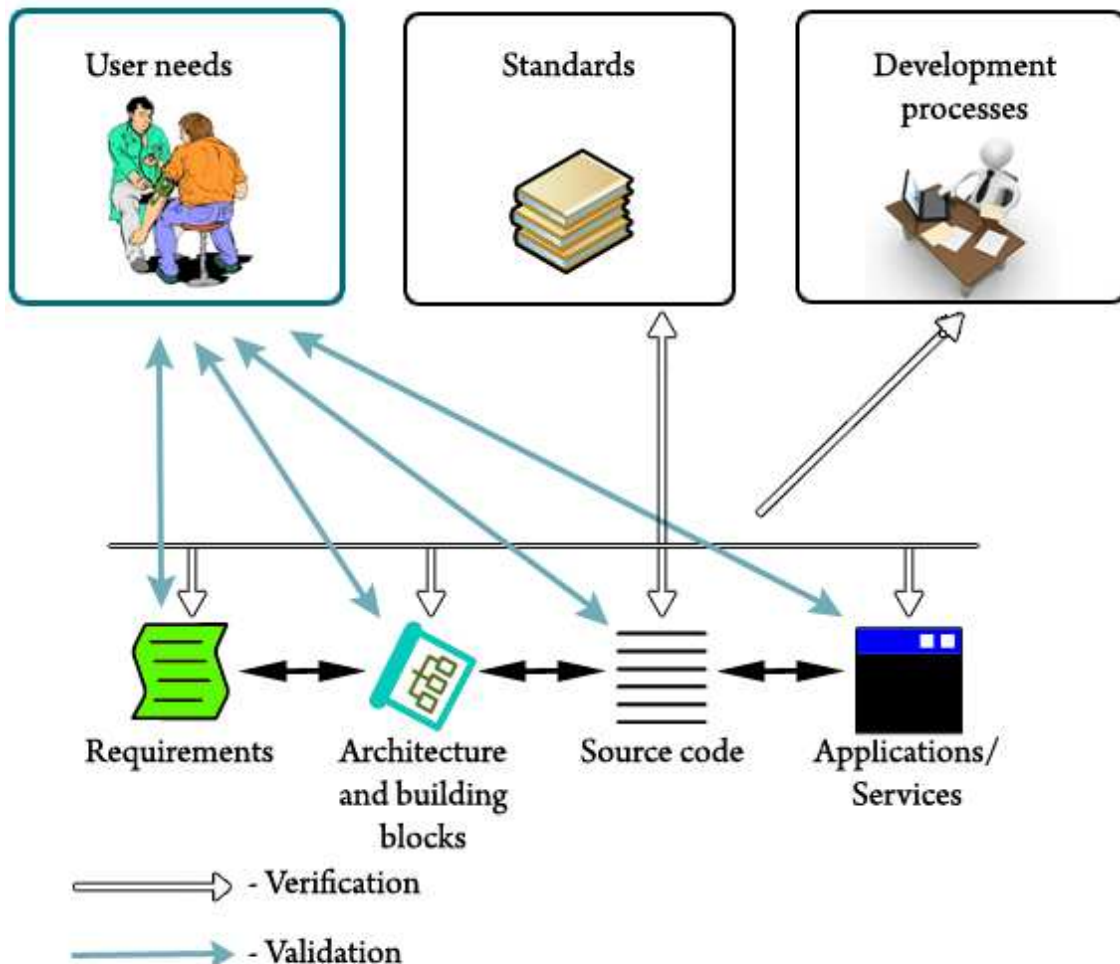 User needs
Standards
Development
processes
Requirements
Architecture
and building
blocks
Source code
Applications/
Services
- Verification
- Validation